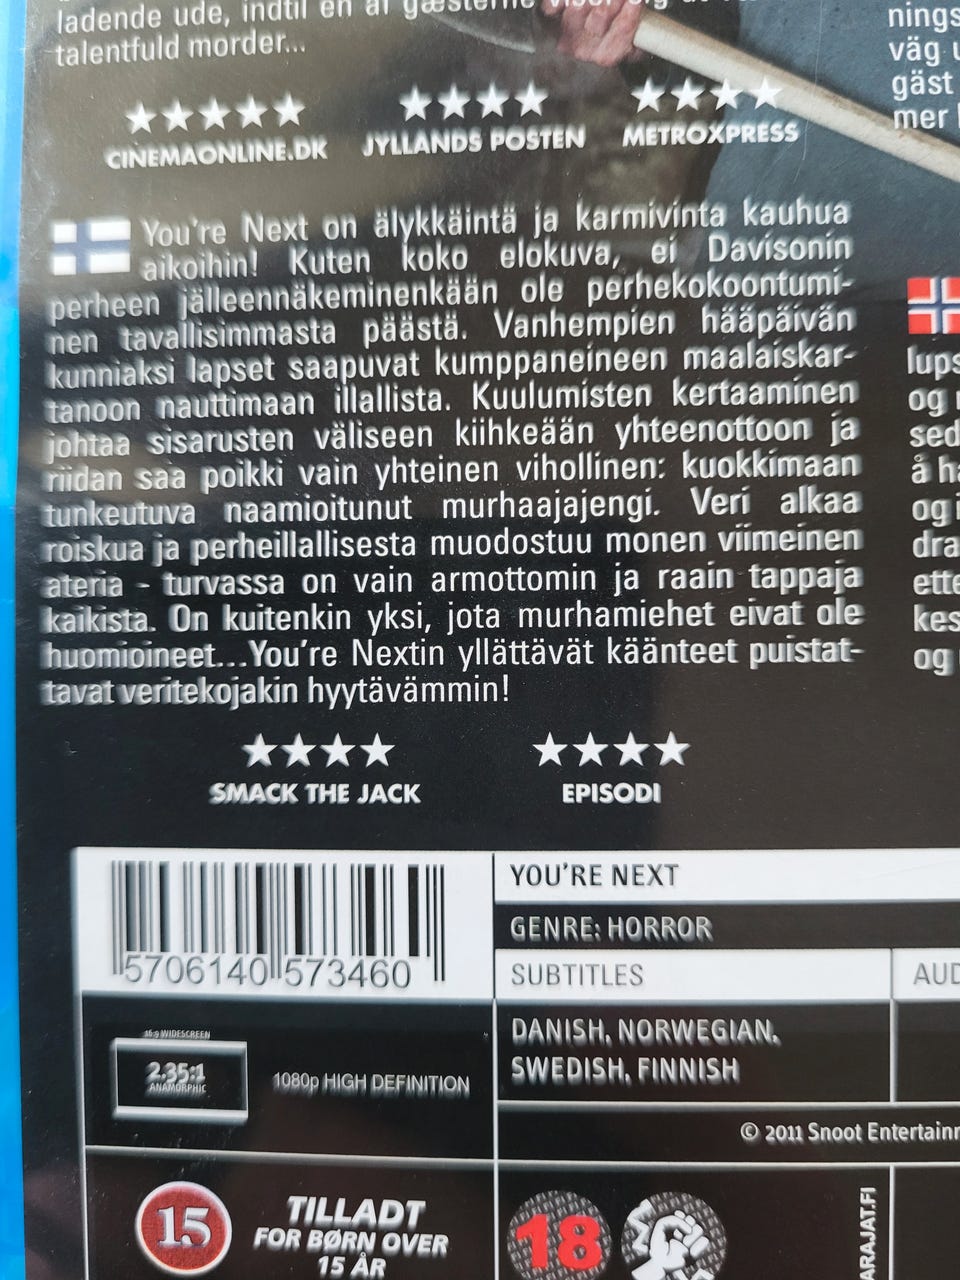 ladende ude, indtil en af gæsterne viser sig at
talentfuld morder...
CINEMAONLINE.DK
JYLLANDS POSTEN
METROXPRESS
nings
väg u
gäst
mer
You're Next on älykkäintä ja karmivinta kauhua
aikoihin! Kuten koko elokuva, ei Davisonin
perheen jälleennäkeminenkään ole perhekokoontumi-
nen tavallisimmasta päästä. Vanhempien hääpäivän
kunniaksi lapset saapuvat kumppaneineen maalaiskar-
tanoon nauttimaan illallista. Kuulumisten kertaaminen
johtaa sisarusten väliseen kiihkeään yhteenottoon ja
riidan saa poikki vain yhteinen vihollinen: kuokkimaan
tunkeutuva naamioitunut murhaajajengi. Veri alkaa
roiskua ja perheillallisesta muodostuu monen viimeinen
ateria - turvassa on vain armottomin ja raain tappaja
kaikista. On kuitenkin yksi, jota murhamiehet eivat ole
huomioineet...You're Nextin yllättävät käänteet puistat-
tavat veritekojakin hyytävämmin!
SMACK THE JACK
EPISODI
lups
og
sed
å ha
og i
dra
ette
kes
og
5706140 573460
YOU'RE NEXT
GENRE: HORROR
SUBTITLES
AUD
DANISH, NORWEGIAN,
SWEDISH, FINNISH
16:9 WIDESCREEN
2.35:1
ANAMORPHIC
1080p HIGH DEFINITION
© 2011 Snoot Entertainm
15
TILLADT
FOR BØRN OVER
15 ÅR
18
ARAJAT.FI